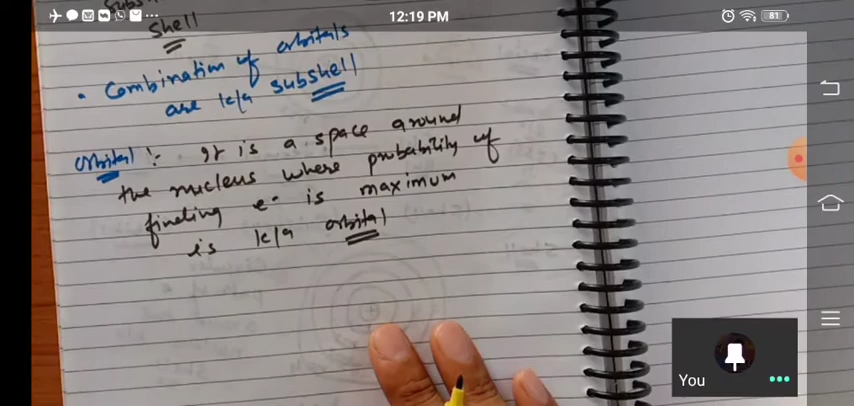 12:19 PM
81
shell
• Combination of orbitals
are k/a subshell
orbital :- It is a space around
the nucleus where probability of
finding e- is maximum
is k/a orbital
You